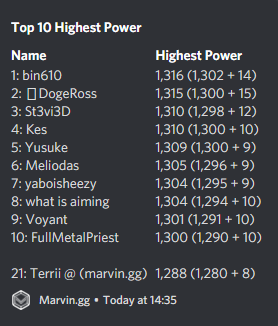 Top 10 Highest Power
Name Highest Power
1: bin610 1,316 (1,302 + 14)
2: DogeRoss 1,315 (1,300 + 15)
3: St3vi3D 1,310 (1,298 + 12)
4: Kes 1,310 (1,300 + 10)
5: Yusuke 1,309 (1,300 + 9)
6: Meliodas 1,305 (1,296 + 9)
7: yaboisheezy 1,304 (1,295 + 9)
8: what is aiming 1,304 (1,294 + 10)
9: Voyant 1,301 (1,291 + 10)
10: FullMetalPriest 1,300 (1,290 + 10)
21: Terrii @ (marvin.gg) 1,288 (1,280 + 8)
Marvin.gg • Today at 14:35